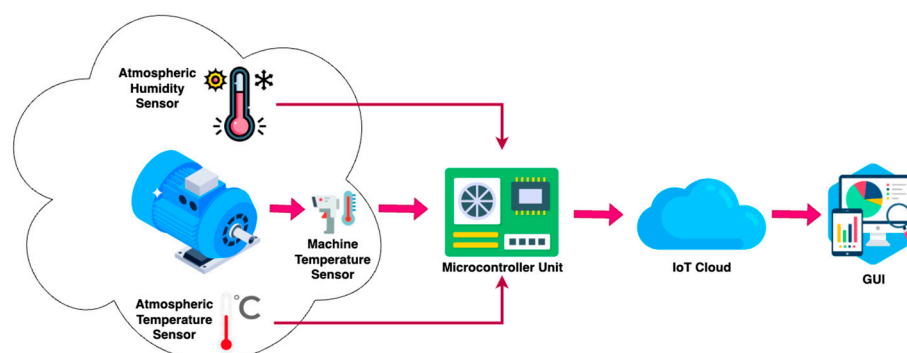 Atmospheric
Humidity
Sensor
Machine
Temperature
Sensor
Atmospheric
Temperature
Sensor
°C
Microcontroller Unit
IoT Cloud
GUI